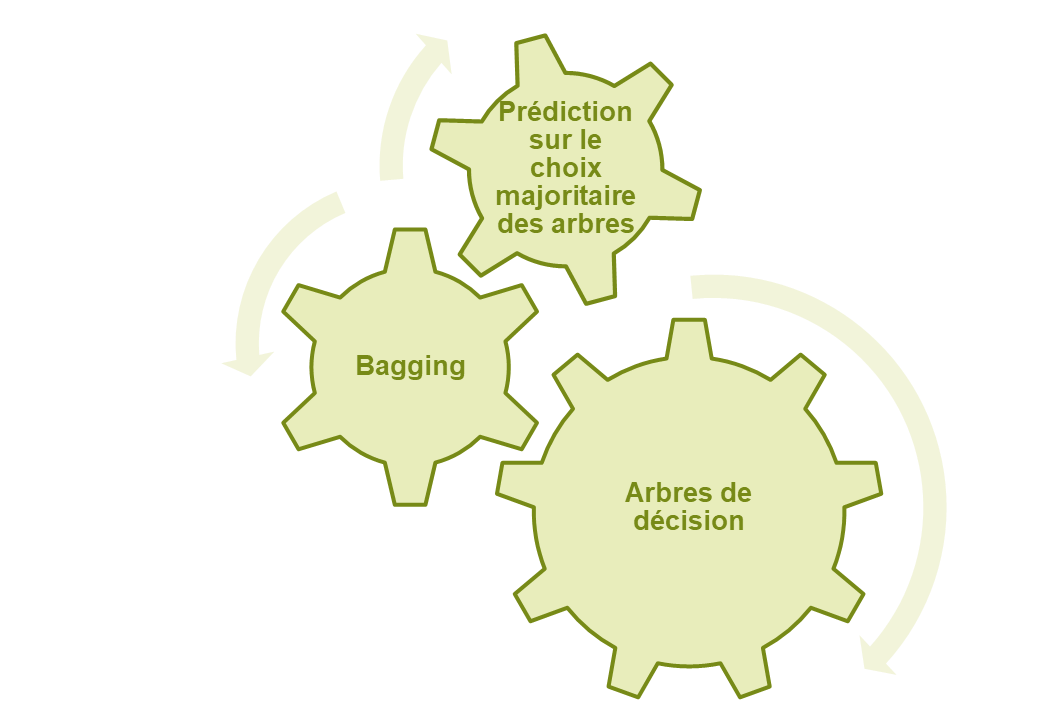 Prédiction
sur le
choix
majoritaire
des arbres
Bagging
Arbres de
décision